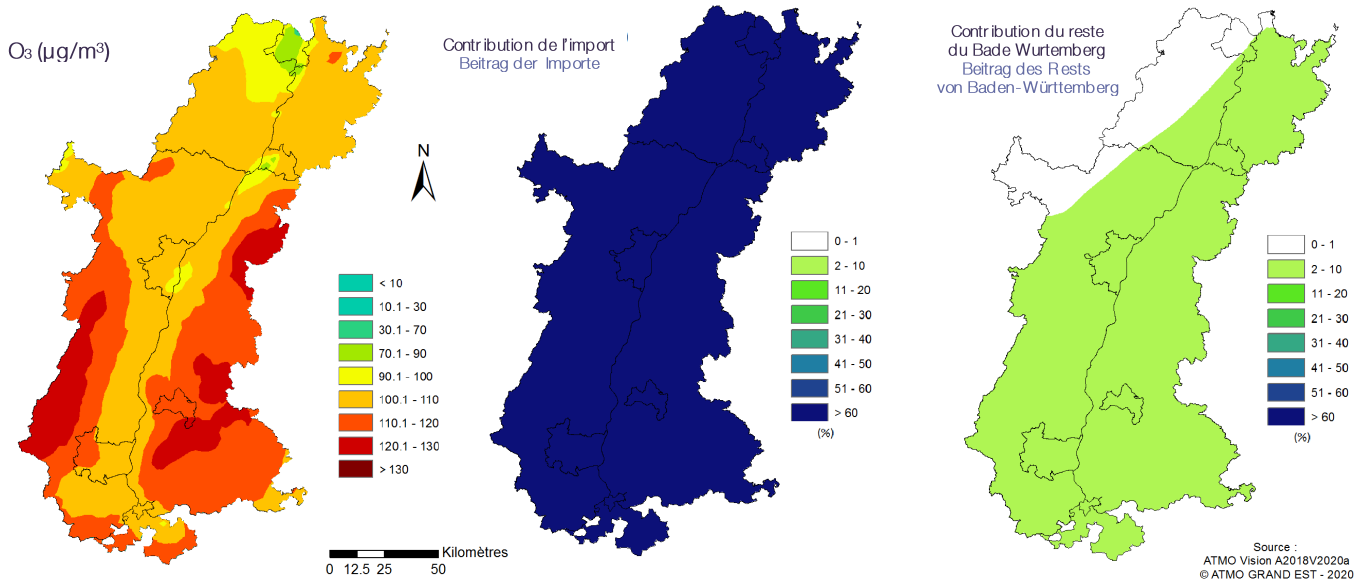 O₃ (µg/m³)
< 10
10.1 - 30
30.1 - 70
70.1 - 90
90.1 - 100
100.1 - 110
110.1 - 120
120.1 - 130
> 130
N
Kilomètres
0 12.5 25 50
Contribution de l'import
Beitrag der Importe
0 - 1
2 - 10
11 - 20
21 - 30
31 - 40
41 - 50
51 - 60
> 60
(%)
Contribution du reste
du Bade Wurtemberg
Beitrag des Rests
von Baden-Württemberg
0 - 1
2 - 10
11 - 20
21 - 30
31 - 40
41 - 50
51 - 60
> 60
(%)
Source :
ATMO Vision A2018V2020a
© ATMO GRAND EST - 2020